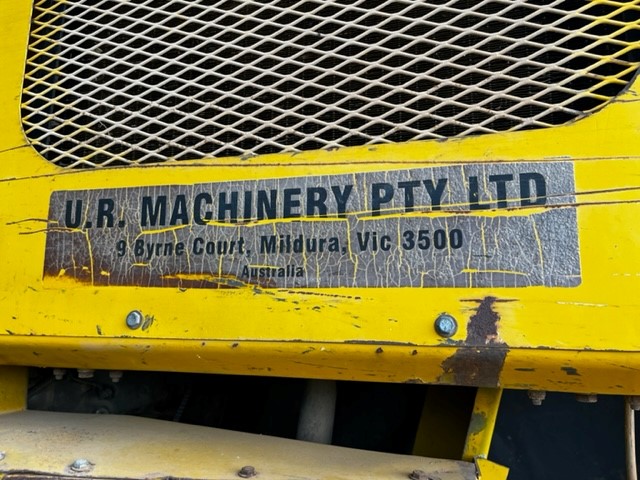 U.R. MACHINERY PTY LTD
9 Byrne Court, Mildura, Vic 3500
Australia